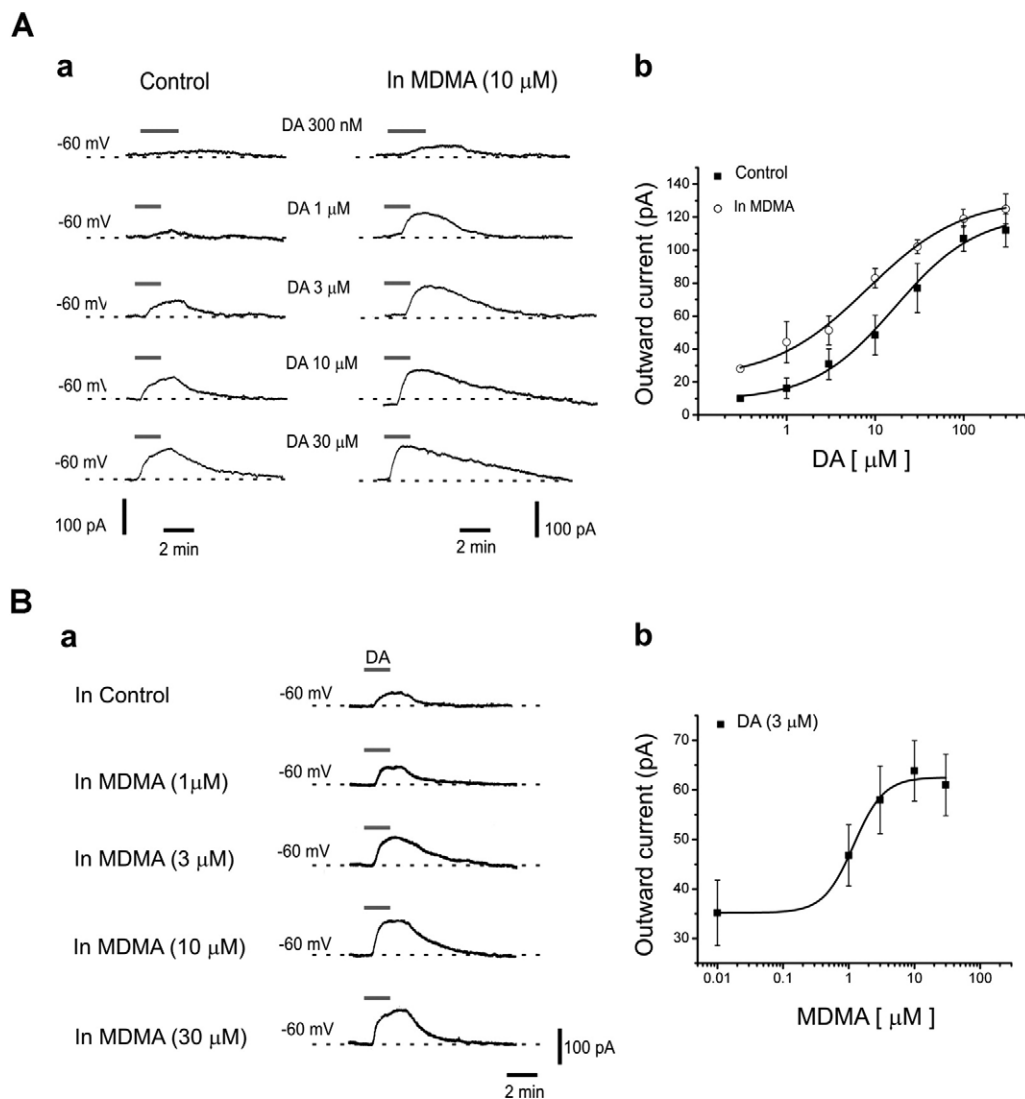 A
a
b
Control
In MDMA (10 μM)
-60 mV
DA 300 nM
-60 mV
DA 1 μM
-60 mV
DA 3 μM
-60 mV
DA 10 μM
-60 mV
DA 30 μM
100 pA
2 min
2 min
100 pA
Outward current (pA)
140
120
100
80
60
40
20
0
Control
In MDMA
1
10
100
DA [ μM ]
B
a
b
DA
In Control
-60 mV
In MDMA (1μM)
-60 mV
In MDMA (3 μM)
-60 mV
In MDMA (10 μM)
-60 mV
In MDMA (30 μM)
-60 mV
100 pA
2 min
Outward current (pA)
70
60
50
40
30
DA (3 μM)
0.01
0.1
1
10
100
MDMA [ μM ]